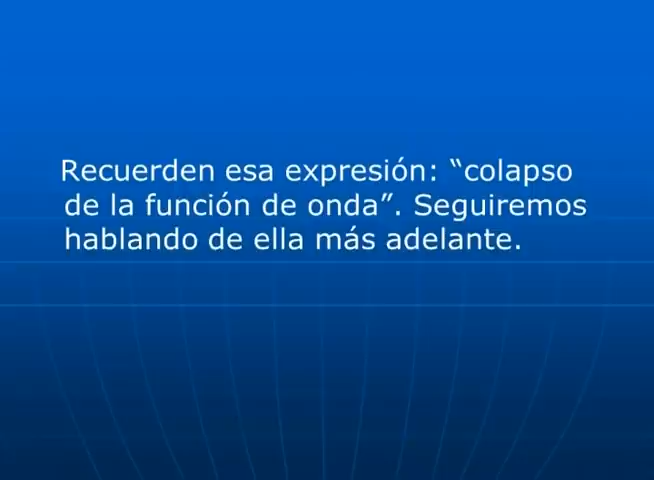 Recuerden esa expresión: “colapso
de la función de onda”. Seguiremos
hablando de ella más adelante.